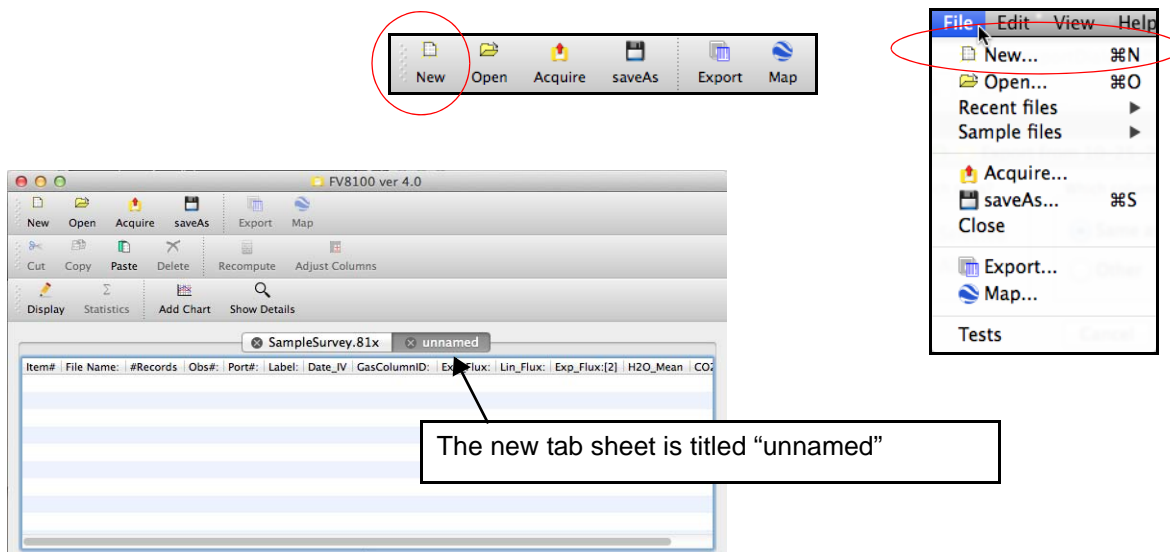 New Open Acquire saveAs Export Map
File Edit View Help
New... ⌘N
Open... ⌘O
Recent files ▶
Sample files ▶
Acquire...
saveAs... ⌘S
Close
Export...
Map...
Tests
FV8100 ver 4.0
New Open Acquire saveAs Export Map
Cut Copy Paste Delete Recompute Adjust Columns
Display Statistics Add Chart Show Details
SampleSurvey.81x unnamed
Item# File Name: #Records Obs#: Port#: Label: Date_IV GasColumnID: Flux: Lin_Flux: Exp_Flux:[2] H2O_Mean
The new tab sheet is titled “unnamed”